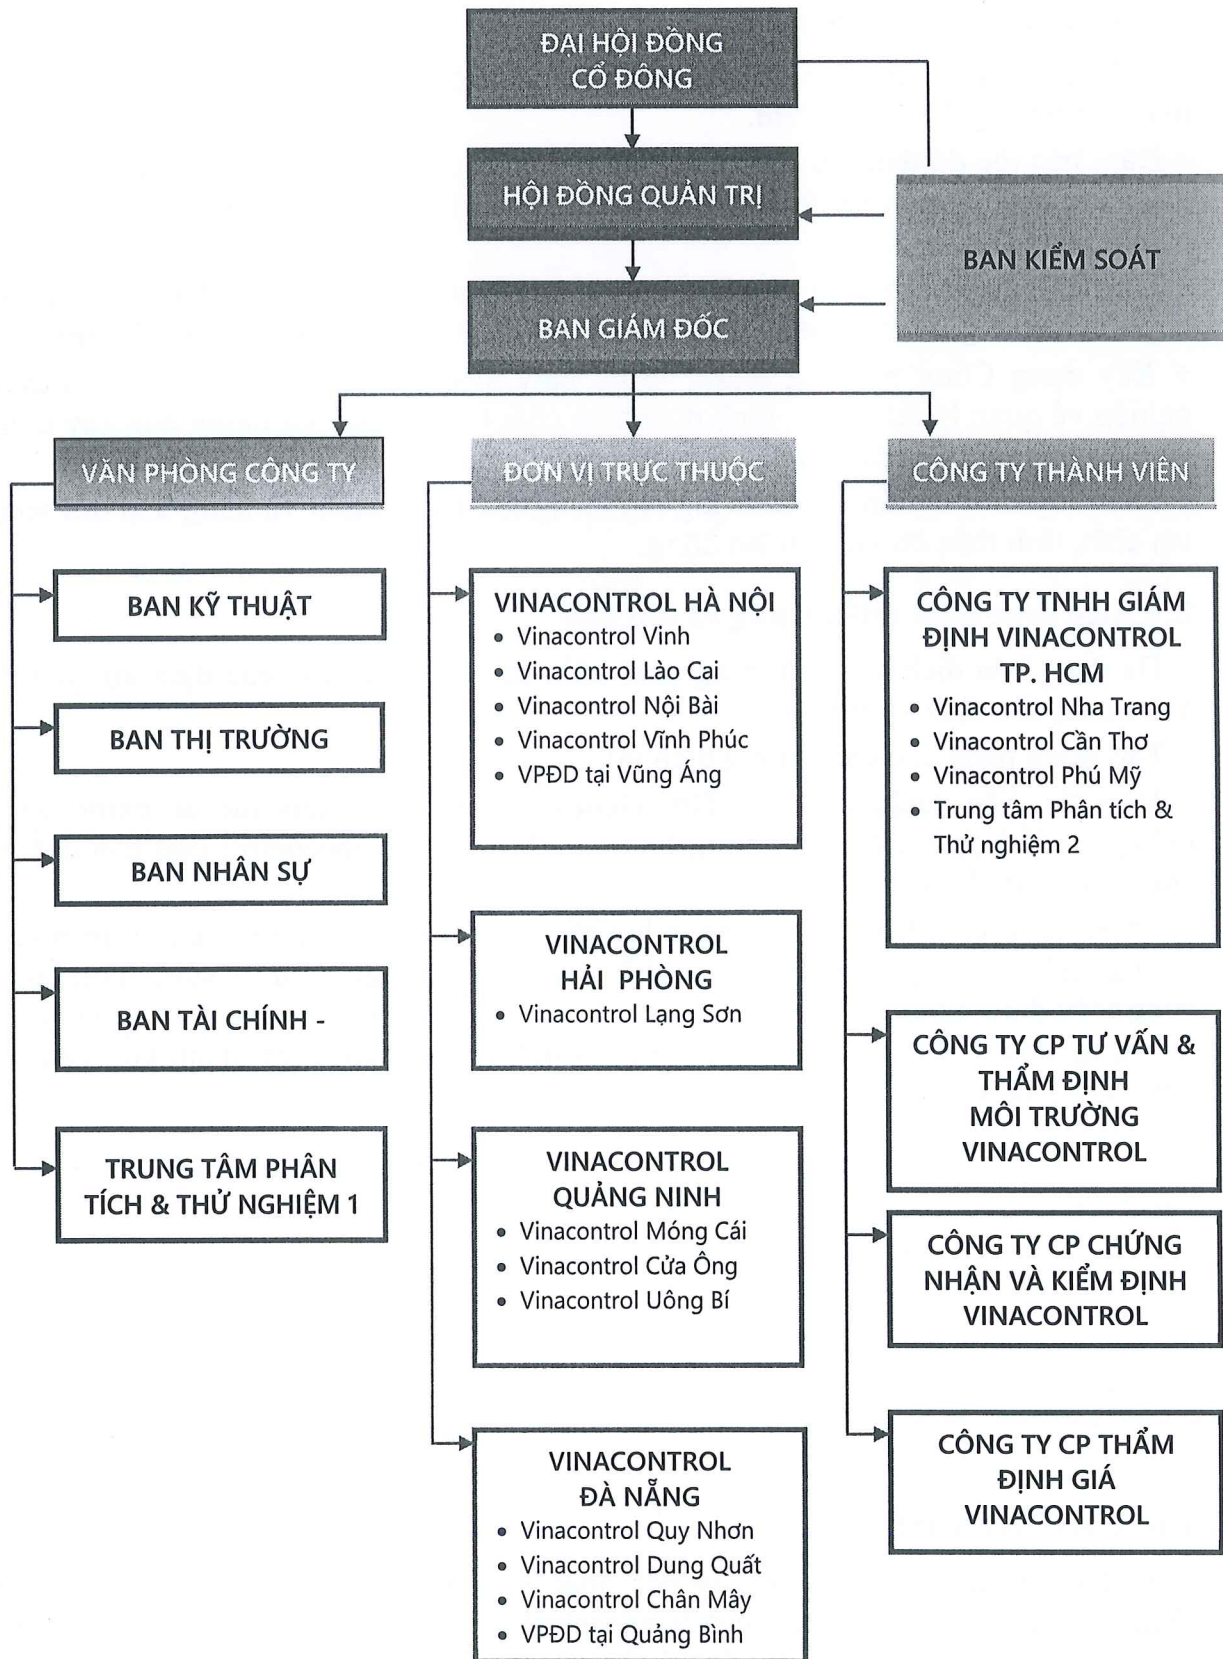 ĐẠI HỘI ĐỒNG
CỔ ĐÔNG
HỘI ĐỒNG QUẢN TRỊ
BAN KIỂM SOÁT
BAN GIÁM ĐỐC
VĂN PHÒNG CÔNG TY
BAN KỸ THUẬT
BAN THỊ TRƯỜNG
BAN NHÂN SỰ
BAN TÀI CHÍNH -
TRUNG TÂM PHÂN
TÍCH & THỬ NGHIỆM 1
ĐƠN VỊ TRỰC THUỘC
VINACONTROL HÀ NỘI
• Vinacontrol Vinh
• Vinacontrol Lào Cai
• Vinacontrol Nội Bài
• Vinacontrol Vĩnh Phúc
• VPĐD tại Vũng Áng
VINACONTROL
HẢI PHÒNG
• Vinacontrol Lạng Sơn
VINACONTROL
QUẢNG NINH
• Vinacontrol Móng Cái
• Vinacontrol Cửa Ông
• Vinacontrol Uông Bí
VINACONTROL
ĐÀ NẴNG
• Vinacontrol Quy Nhơn
• Vinacontrol Dung Quất
• Vinacontrol Chân Mây
• VPĐD tại Quảng Bình
CÔNG TY THÀNH VIÊN
CÔNG TY TNHH GIÁM
ĐỊNH VINACONTROL
TP. HCM
• Vinacontrol Nha Trang
• Vinacontrol Cần Thơ
• Vinacontrol Phú Mỹ
• Trung tâm Phân tích &
Thử nghiệm 2
CÔNG TY CP TƯ VẤN &
THẨM ĐỊNH
MÔI TRƯỜNG
VINACONTROL
CÔNG TY CP CHỨNG
NHẬN VÀ KIỂM ĐỊNH
VINACONTROL
CÔNG TY CP THẨM
ĐỊNH GIÁ
VINACONTROL